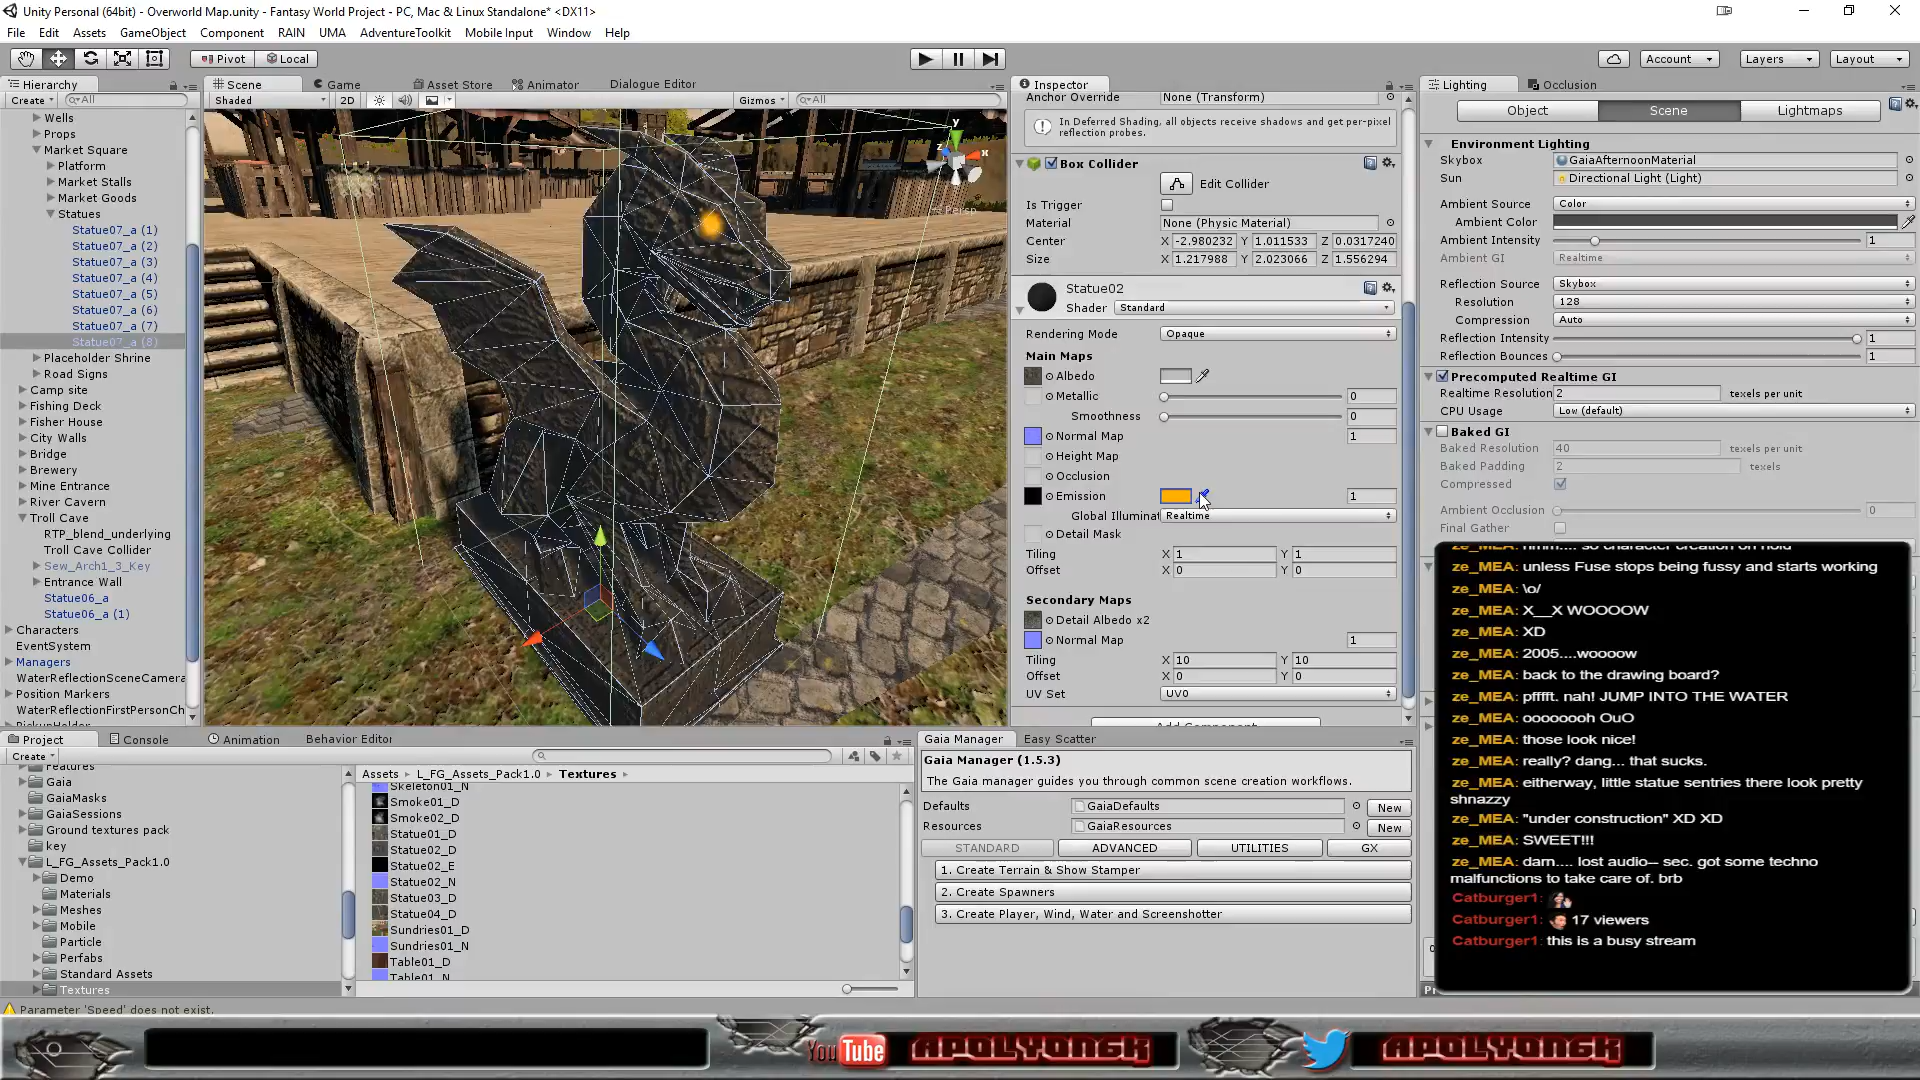 Unity Personal (64bit) - Overworld Map.unity - Fantasy World Project - PC, Mac & Linux Standalone* <DX11>
File Edit Assets GameObject Component RAIN UMA AdventureToolkit Mobile Input Window Help
Pivot Local Account Layers Layout
Hierarchy
Create All
Wells
Props
Market Square
Platform
Market Stalls
Market Goods
Statues
Statue07_a (1)
Statue07_a (2)
Statue07_a (3)
Statue07_a (4)
Statue07_a (5)
Statue07_a (6)
Statue07_a (7)
Statue07_a (8)
Placeholder Shrine
Road Signs
Camp site
Fishing Deck
Fisher House
City Walls
Bridge
Brewery
Mine Entrance
River Cavern
Troll Cave
RTP_blend_underlying
Troll Cave Collider
Sew_Arch1_3_Key
Entrance Wall
Statue06_a
Statue06_a (1)
Characters
EventSystem
Managers
WaterReflectionSceneCamera
Position Markers
WaterReflectionFirstPersonCh
PickupHolder
Scene Game Asset Store Animator Dialogue Editor
Shaded 2D Gizmos All
y
x
z
Persp
Inspector
Anchor Override None (Transform)
In Deferred Shading, all objects receive shadows and get per-pixel
reflection probes.
Box Collider
Edit Collider
Is Trigger
Material None (Physic Material)
Center X -2.980232 Y 1.011533 Z 0.0317240
Size X 1.217988 Y 2.023066 Z 1.556294
Statue02
Shader Standard
Rendering Mode Opaque
Main Maps
Albedo
Metallic 0
Smoothness 0
Normal Map 1
Height Map
Occlusion
Emission 1
Global Illuminat Realtime
Detail Mask
Tiling X 1 Y 1
Offset X 0 Y 0
Secondary Maps
Detail Albedo x2
Normal Map 1
Tiling X 10 Y 10
Offset X 0 Y 0
UV Set UV0
Add Component
Lighting Occlusion
Object Scene Lightmaps
Environment Lighting
Skybox GaiaAfternoonMaterial
Sun Directional Light (Light)
Ambient Source Color
Ambient Color
Ambient Intensity 1
Ambient GI Realtime
Reflection Source Skybox
Resolution 128
Compression Auto
Reflection Intensity 1
Reflection Bounces 1
Precomputed Realtime GI
Realtime Resolution 2 texels per unit
CPU Usage Low (default)
Baked GI
Baked Resolution 40 texels per unit
Baked Padding 2 texels
Compressed
Ambient Occlusion 0
Final Gather
ze_MEA: hmm.... so character creation on hold
ze_MEA: unless Fuse stops being fussy and starts working
ze_MEA: \o/
ze_MEA: X__X WOOOOW
ze_MEA: XD
ze_MEA: 2005....woooow
ze_MEA: back to the drawing board?
ze_MEA: pfffft. nah! JUMP INTO THE WATER
ze_MEA: oooooooh OuO
ze_MEA: those look nice!
ze_MEA: really? dang... that sucks.
ze_MEA: eitherway, little statue sentries there look pretty
shnazzy
ze_MEA: "under construction" XD XD
ze_MEA: SWEET!!!
ze_MEA: darn.... lost audio-- sec. got some techno
malfunctions to take care of. brb
Catburger1:
Catburger1: 17 viewers
Catburger1: this is a busy stream
Project Console Animation Behavior Editor
Create
Features
Gaia
GaiaMasks
GaiaSessions
Ground textures pack
key
L_FG_Assets_Pack1.0
Demo
Materials
Meshes
Mobile
Particle
Perfabs
Standard Assets
Textures
Assets L_FG_Assets_Pack1.0 Textures
Skeleton01_N
Smoke01_D
Smoke02_D
Statue01_D
Statue02_D
Statue02_E
Statue02_N
Statue03_D
Statue04_D
Sundries01_D
Sundries01_N
Table01_D
Table01_N
Gaia Manager Easy Scatter
Gaia Manager (1.5.3)
The Gaia manager guides you through common scene creation workflows.
Defaults GaiaDefaults New
Resources GaiaResources New
STANDARD ADVANCED UTILITIES GX
1. Create Terrain & Show Stamper
2. Create Spawners
3. Create Player, Wind, Water and Screenshotter
Parameter 'Speed' does not exist.
YouTube APOLYON6K APOLYON6K